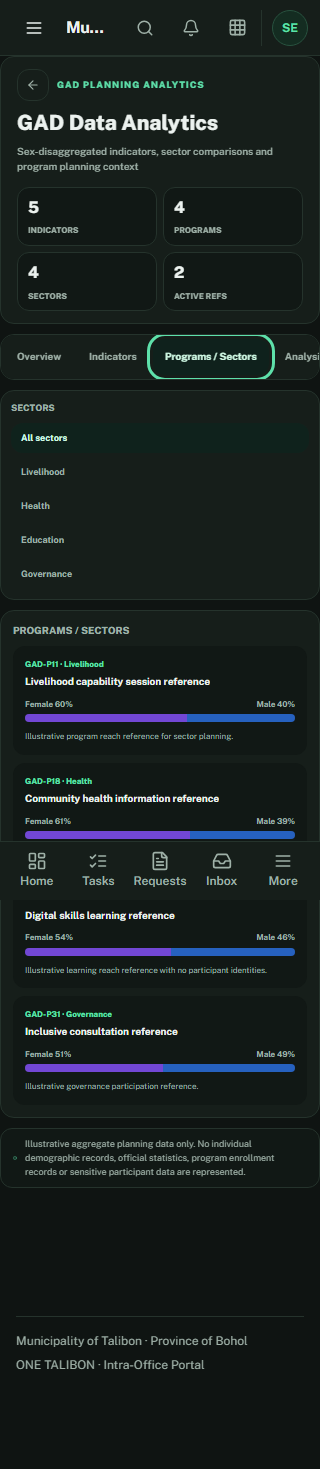 Mu...
SE
GAD PLANNING ANALYTICS
GAD Data Analytics
Sex-disaggregated indicators, sector comparisons and
program planning context
5
INDICATORS
4
PROGRAMS
4
SECTORS
2
ACTIVE REFS
Overview
Indicators
Programs / Sectors
Analysi
SECTORS
All sectors
Livelihood
Health
Education
Governance
PROGRAMS / SECTORS
GAD-P11 · Livelihood
Livelihood capability session reference
Female 60% Male 40%
Illustrative program reach reference for sector planning.
GAD-P18 · Health
Community health information reference
Female 61% Male 39%
Home
Tasks
Requests
Inbox
More
Digital skills learning reference
Female 54% Male 46%
Illustrative learning reach reference with no participant identities.
GAD-P31 · Governance
Inclusive consultation reference
Female 51% Male 49%
Illustrative governance participation reference.
Illustrative aggregate planning data only. No individual
demographic records, official statistics, program enrollment
records or sensitive participant data are represented.
Municipality of Talibon · Province of Bohol
ONE TALIBON · Intra-Office Portal